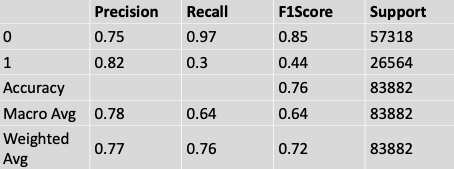 Precision Recall F1Score Support
0 0.75 0.97 0.85 57318
1 0.82 0.3 0.44 26564
Accuracy 0.76 83882
Macro Avg 0.78 0.64 0.64 83882
Weighted
Avg 0.77 0.76 0.72 83882